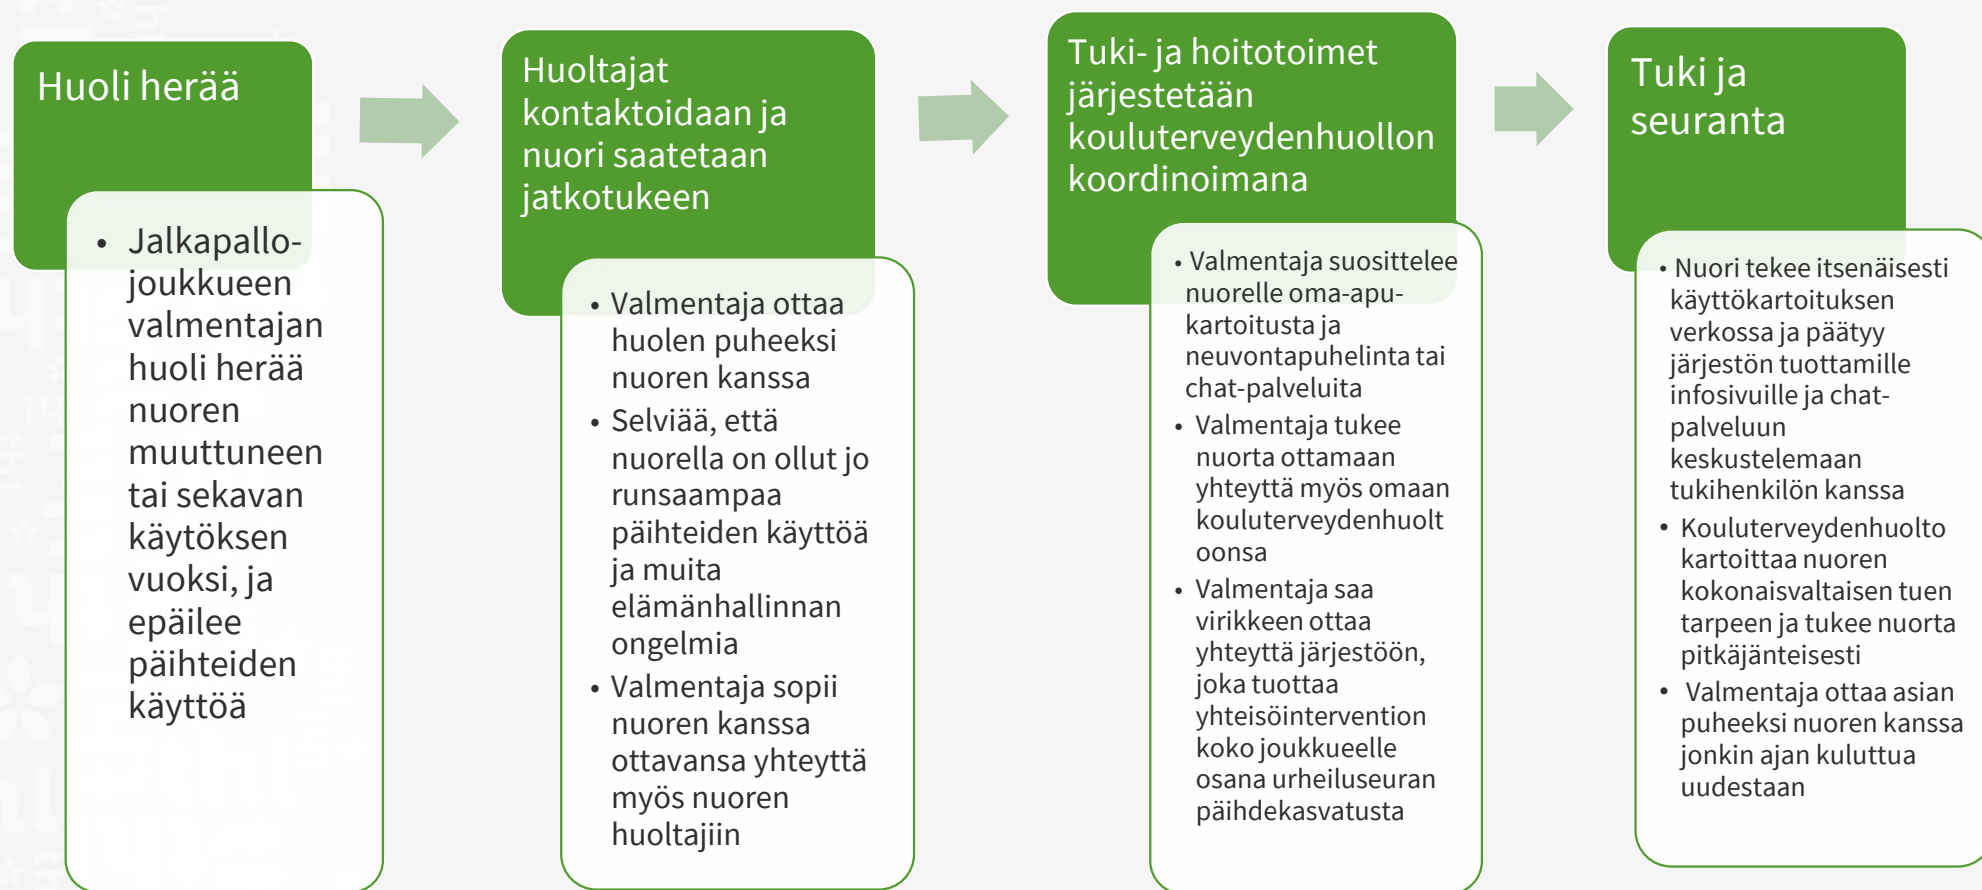 Huoli herää
• Jalkapallo-
joukkueen
valmentajan
huoli herää
nuoren
muuttuneen
tai sekavan
käytöksen
vuoksi, ja
epäilee
päihteiden
käyttöä
Huoltajat
kontaktoidaan ja
nuori saatetaan
jatkotukeen
• Valmentaja ottaa
huolen puheeksi
nuoren kanssa
• Selviää, että
nuorella on ollut jo
runsaampaa
päihteiden käyttöä
ja muita
elämänhallinnan
ongelmia
• Valmentaja sopii
nuoren kanssa
ottavansa yhteyttä
myös nuoren
huoltajiin
Tuki- ja hoitotoimet
järjestetään
kouluterveydenhuollon
koordinoimana
• Valmentaja suosittelee
nuorelle oma-apu-
kartoitusta ja
neuvontapuhelinta tai
chat-palveluita
• Valmentaja tukee
nuorta ottamaan
yhteyttä myös omaan
kouluterveydenhuolt
oonsa
• Valmentaja saa
virikkeen ottaa
yhteyttä järjestöön,
joka tuottaa
yhteisöintervention
koko joukkueelle
osana urheiluseuran
päihdekasvatusta
Tuki ja
seuranta
• Nuori tekee itsenäisesti
käyttökartoituksen
verkossa ja päätyy
järjestön tuottamille
infosivuille ja chat-
palveluun
keskustelemaan
tukihenkilön kanssa
• Kouluterveydenhuolto
kartoittaa nuoren
kokonaisvaltaisen tuen
tarpeen ja tukee nuorta
pitkäjänteisesti
• Valmentaja ottaa asian
puheeksi nuoren kanssa
jonkin ajan kuluttua
uudestaan